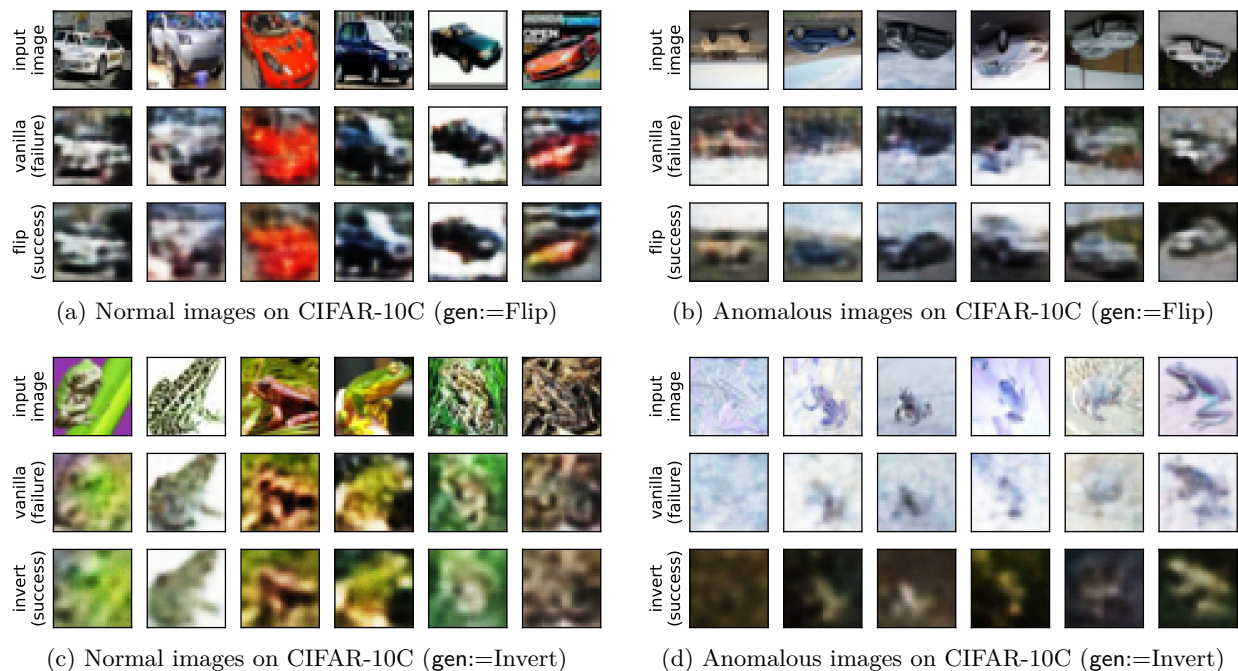 input
image
OPEN
vanilla
(failure)
flip
(success)
(a) Normal images on CIFAR-10C (gen:=Flip)
input
image
vanilla
(failure)
flip
(success)
(b) Anomalous images on CIFAR-10C (gen:=Flip)
input
image
vanilla
(failure)
invert
(success)
(c) Normal images on CIFAR-10C (gen:=Invert)
input
image
vanilla
(failure)
invert
(success)
(d) Anomalous images on CIFAR-10C (gen:=Invert)